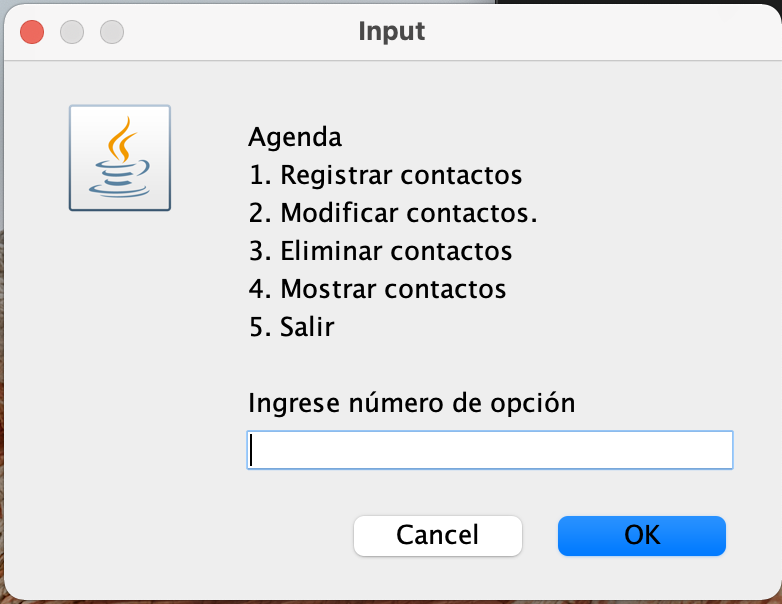 Input
Agenda
1. Registrar contactos
2. Modificar contactos.
3. Eliminar contactos
4. Mostrar contactos
5. Salir
Ingrese número de opción
Cancel
OK